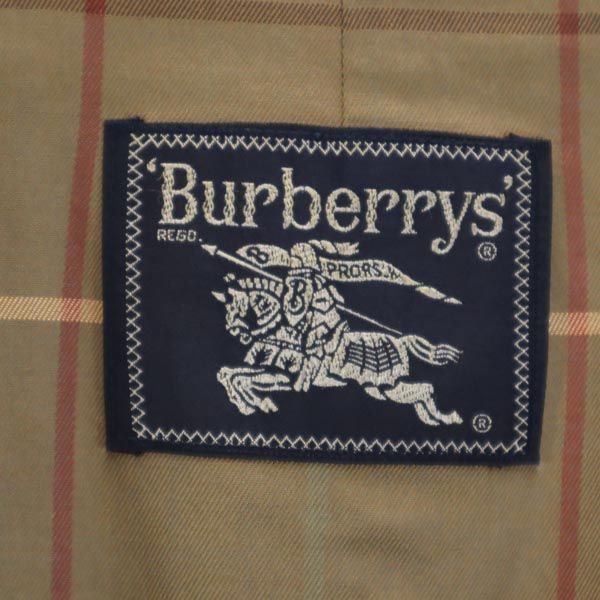 'Burberrys'
REGD. ®
B PRORSUM
B
®